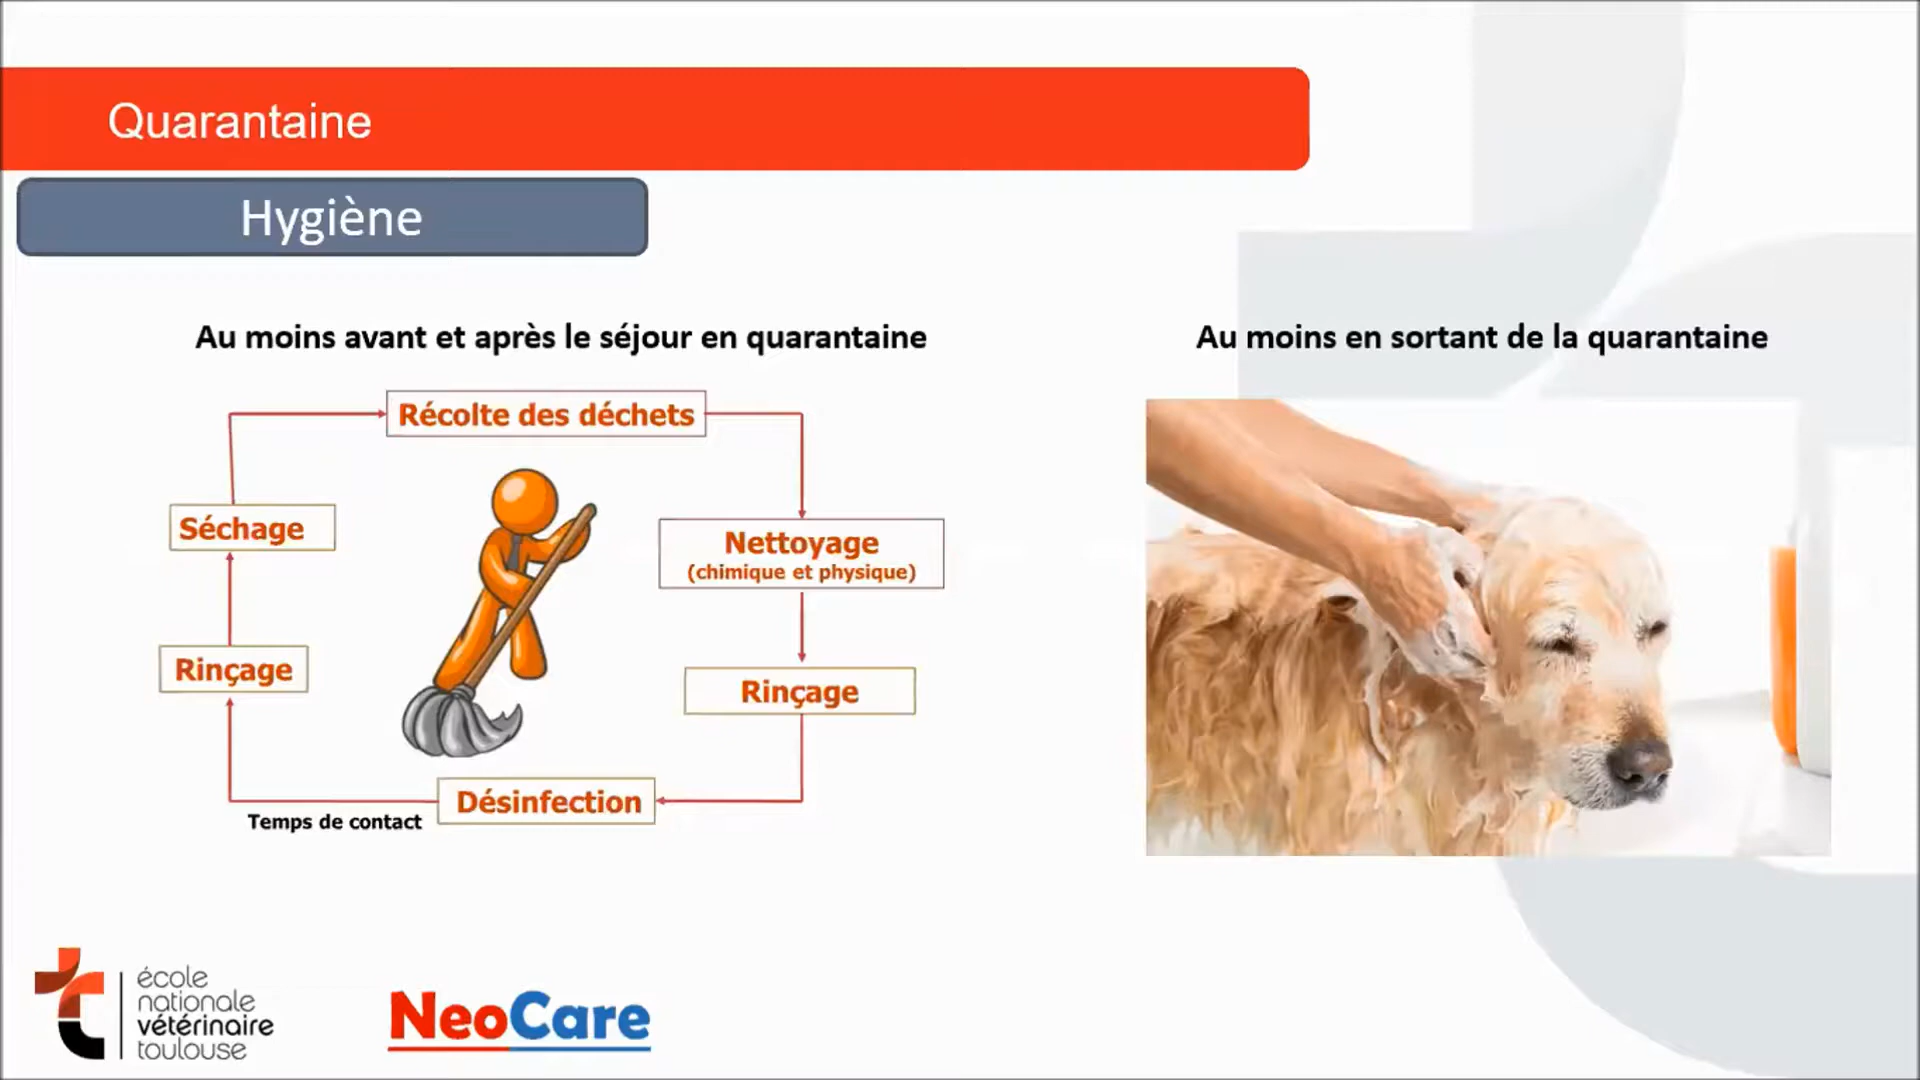 Quarantaine
Hygiène
Au moins avant et après le séjour en quarantaine
Récolte des déchets
Nettoyage
(chimique et physique)
Rinçage
Désinfection
Temps de contact
Rinçage
Séchage
Au moins en sortant de la quarantaine
école
nationale
vétérinaire
toulouse
NeoCare